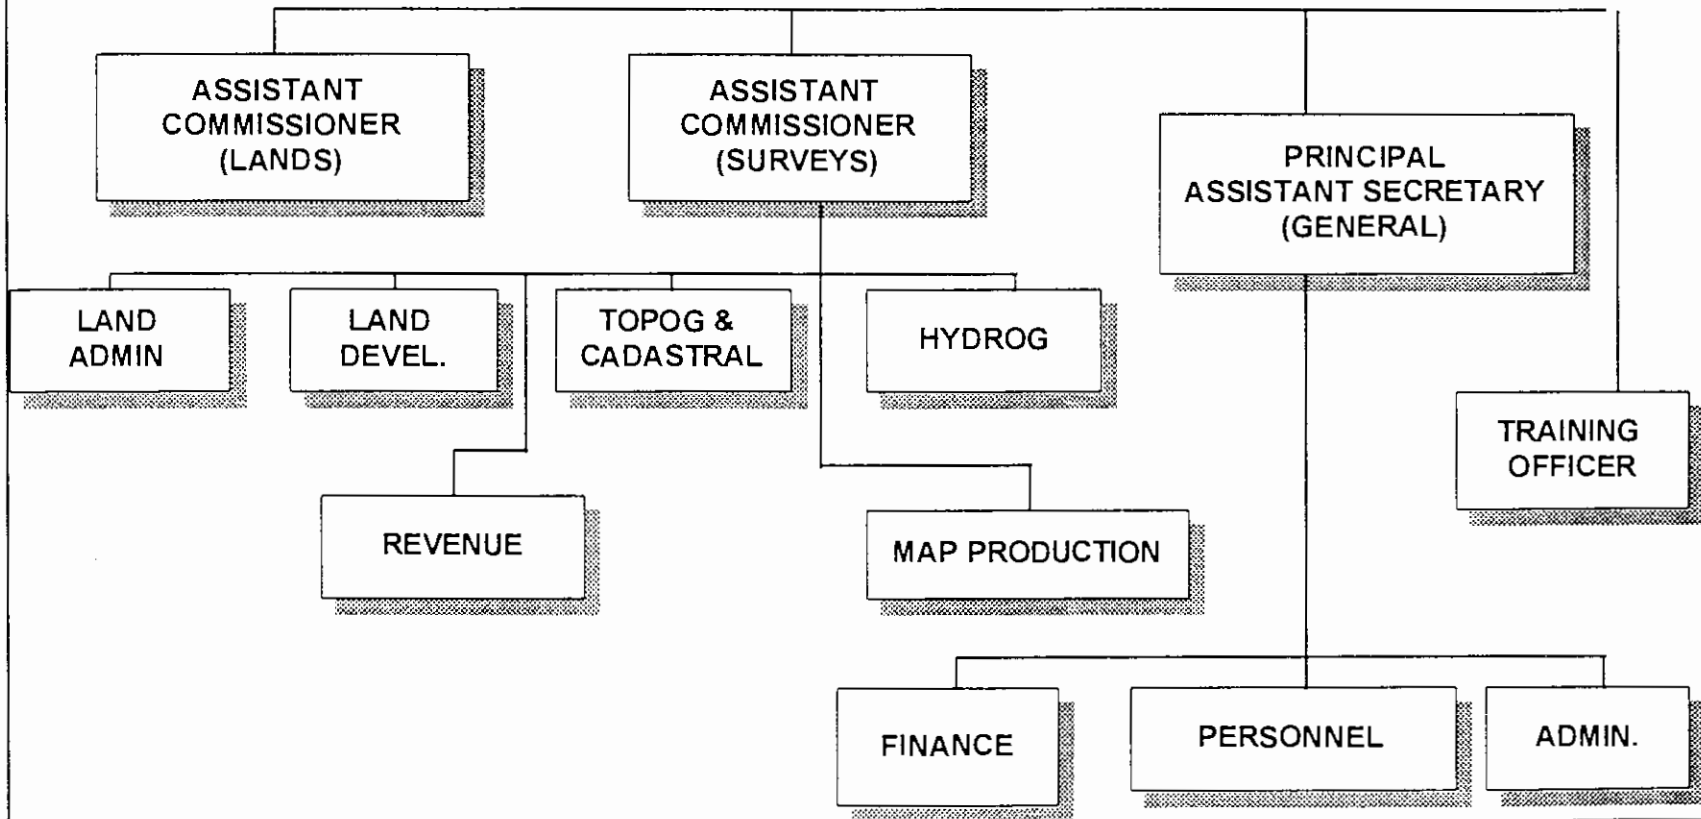 ASSISTANT
COMMISSIONER
(LANDS)
ASSISTANT
COMMISSIONER
(SURVEYS)
PRINCIPAL
ASSISTANT SECRETARY
(GENERAL)
LAND
ADMIN
LAND
DEVEL.
TOPOG &
CADASTRAL
HYDROG
TRAINING
OFFICER
REVENUE
MAP PRODUCTION
FINANCE
PERSONNEL
ADMIN.